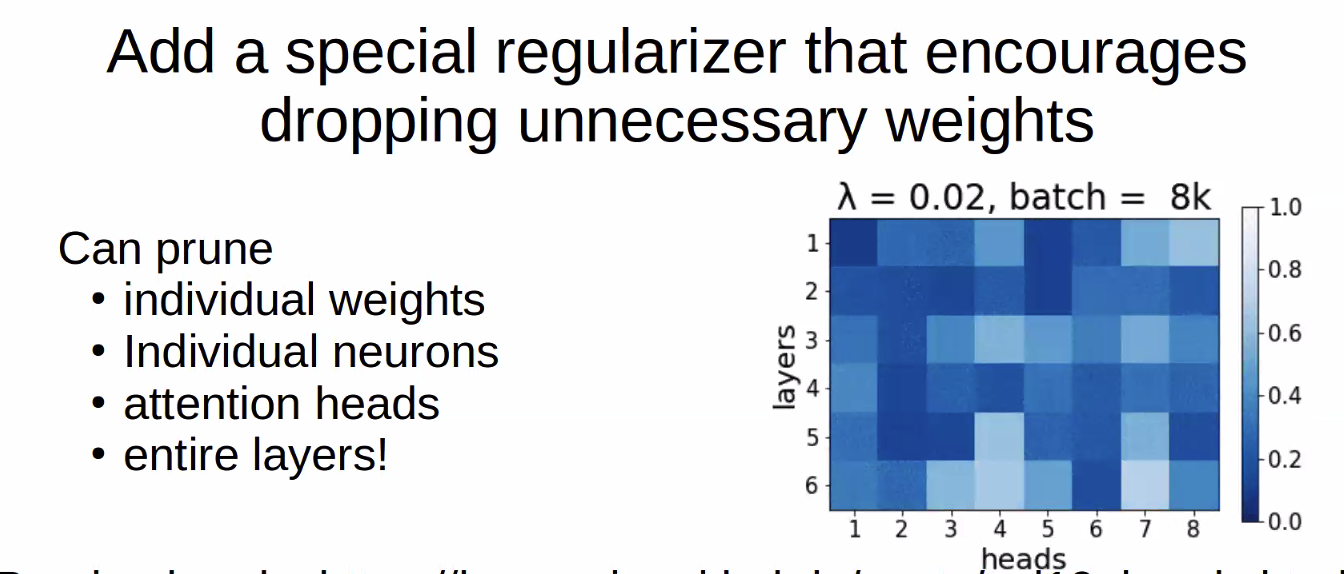 Add a special regularizer that encourages
dropping unnecessary weights
Can prune
• individual weights
• Individual neurons
• attention heads
• entire layers!
λ = 0.02, batch = 8k
layers
1
2
3
4
5
6
1 2 3 4 5 6 7 8
heads
1.0
0.8
0.6
0.4
0.2
0.0